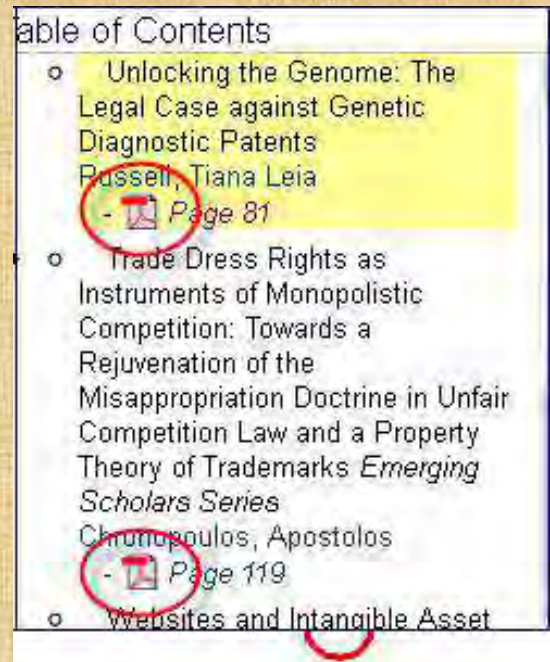 able of Contents
Unlocking the Genome: The
Legal Case against Genetic
Diagnostic Patents
Russell, Tiana Leia
- Page 81
Trade Dress Rights as
Instruments of Monopolistic
Competition: Towards a
Rejuvenation of the
Misappropriation Doctrine in Unfair
Competition Law and a Property
Theory of Trademarks Emerging
Scholars Series
Chronopoulos, Apostolos
- Page 119
Websites and Intangible Asset